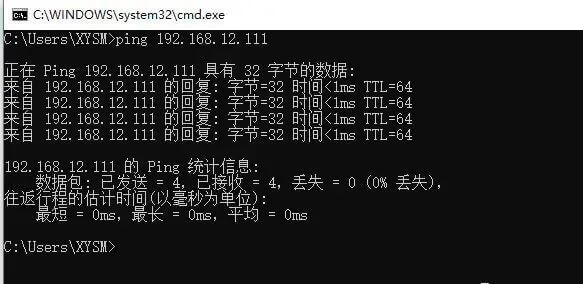 C:\WINDOWS\system32\cmd.exe
C:\Users\XYSM>ping 192.168.12.111
正在 Ping 192.168.12.111 具有 32 字节的数据:
来自 192.168.12.111 的回复: 字节=32 时间<1ms TTL=64
来自 192.168.12.111 的回复: 字节=32 时间<1ms TTL=64
来自 192.168.12.111 的回复: 字节=32 时间<1ms TTL=64
来自 192.168.12.111 的回复: 字节=32 时间<1ms TTL=64
192.168.12.111 的 Ping 统计信息:
数据包: 已发送 = 4, 已接收 = 4, 丢失 = 0 (0% 丢失),
往返行程的估计时间(以毫秒为单位):
最短 = 0ms, 最长 = 0ms, 平均 = 0ms
C:\Users\XYSM>